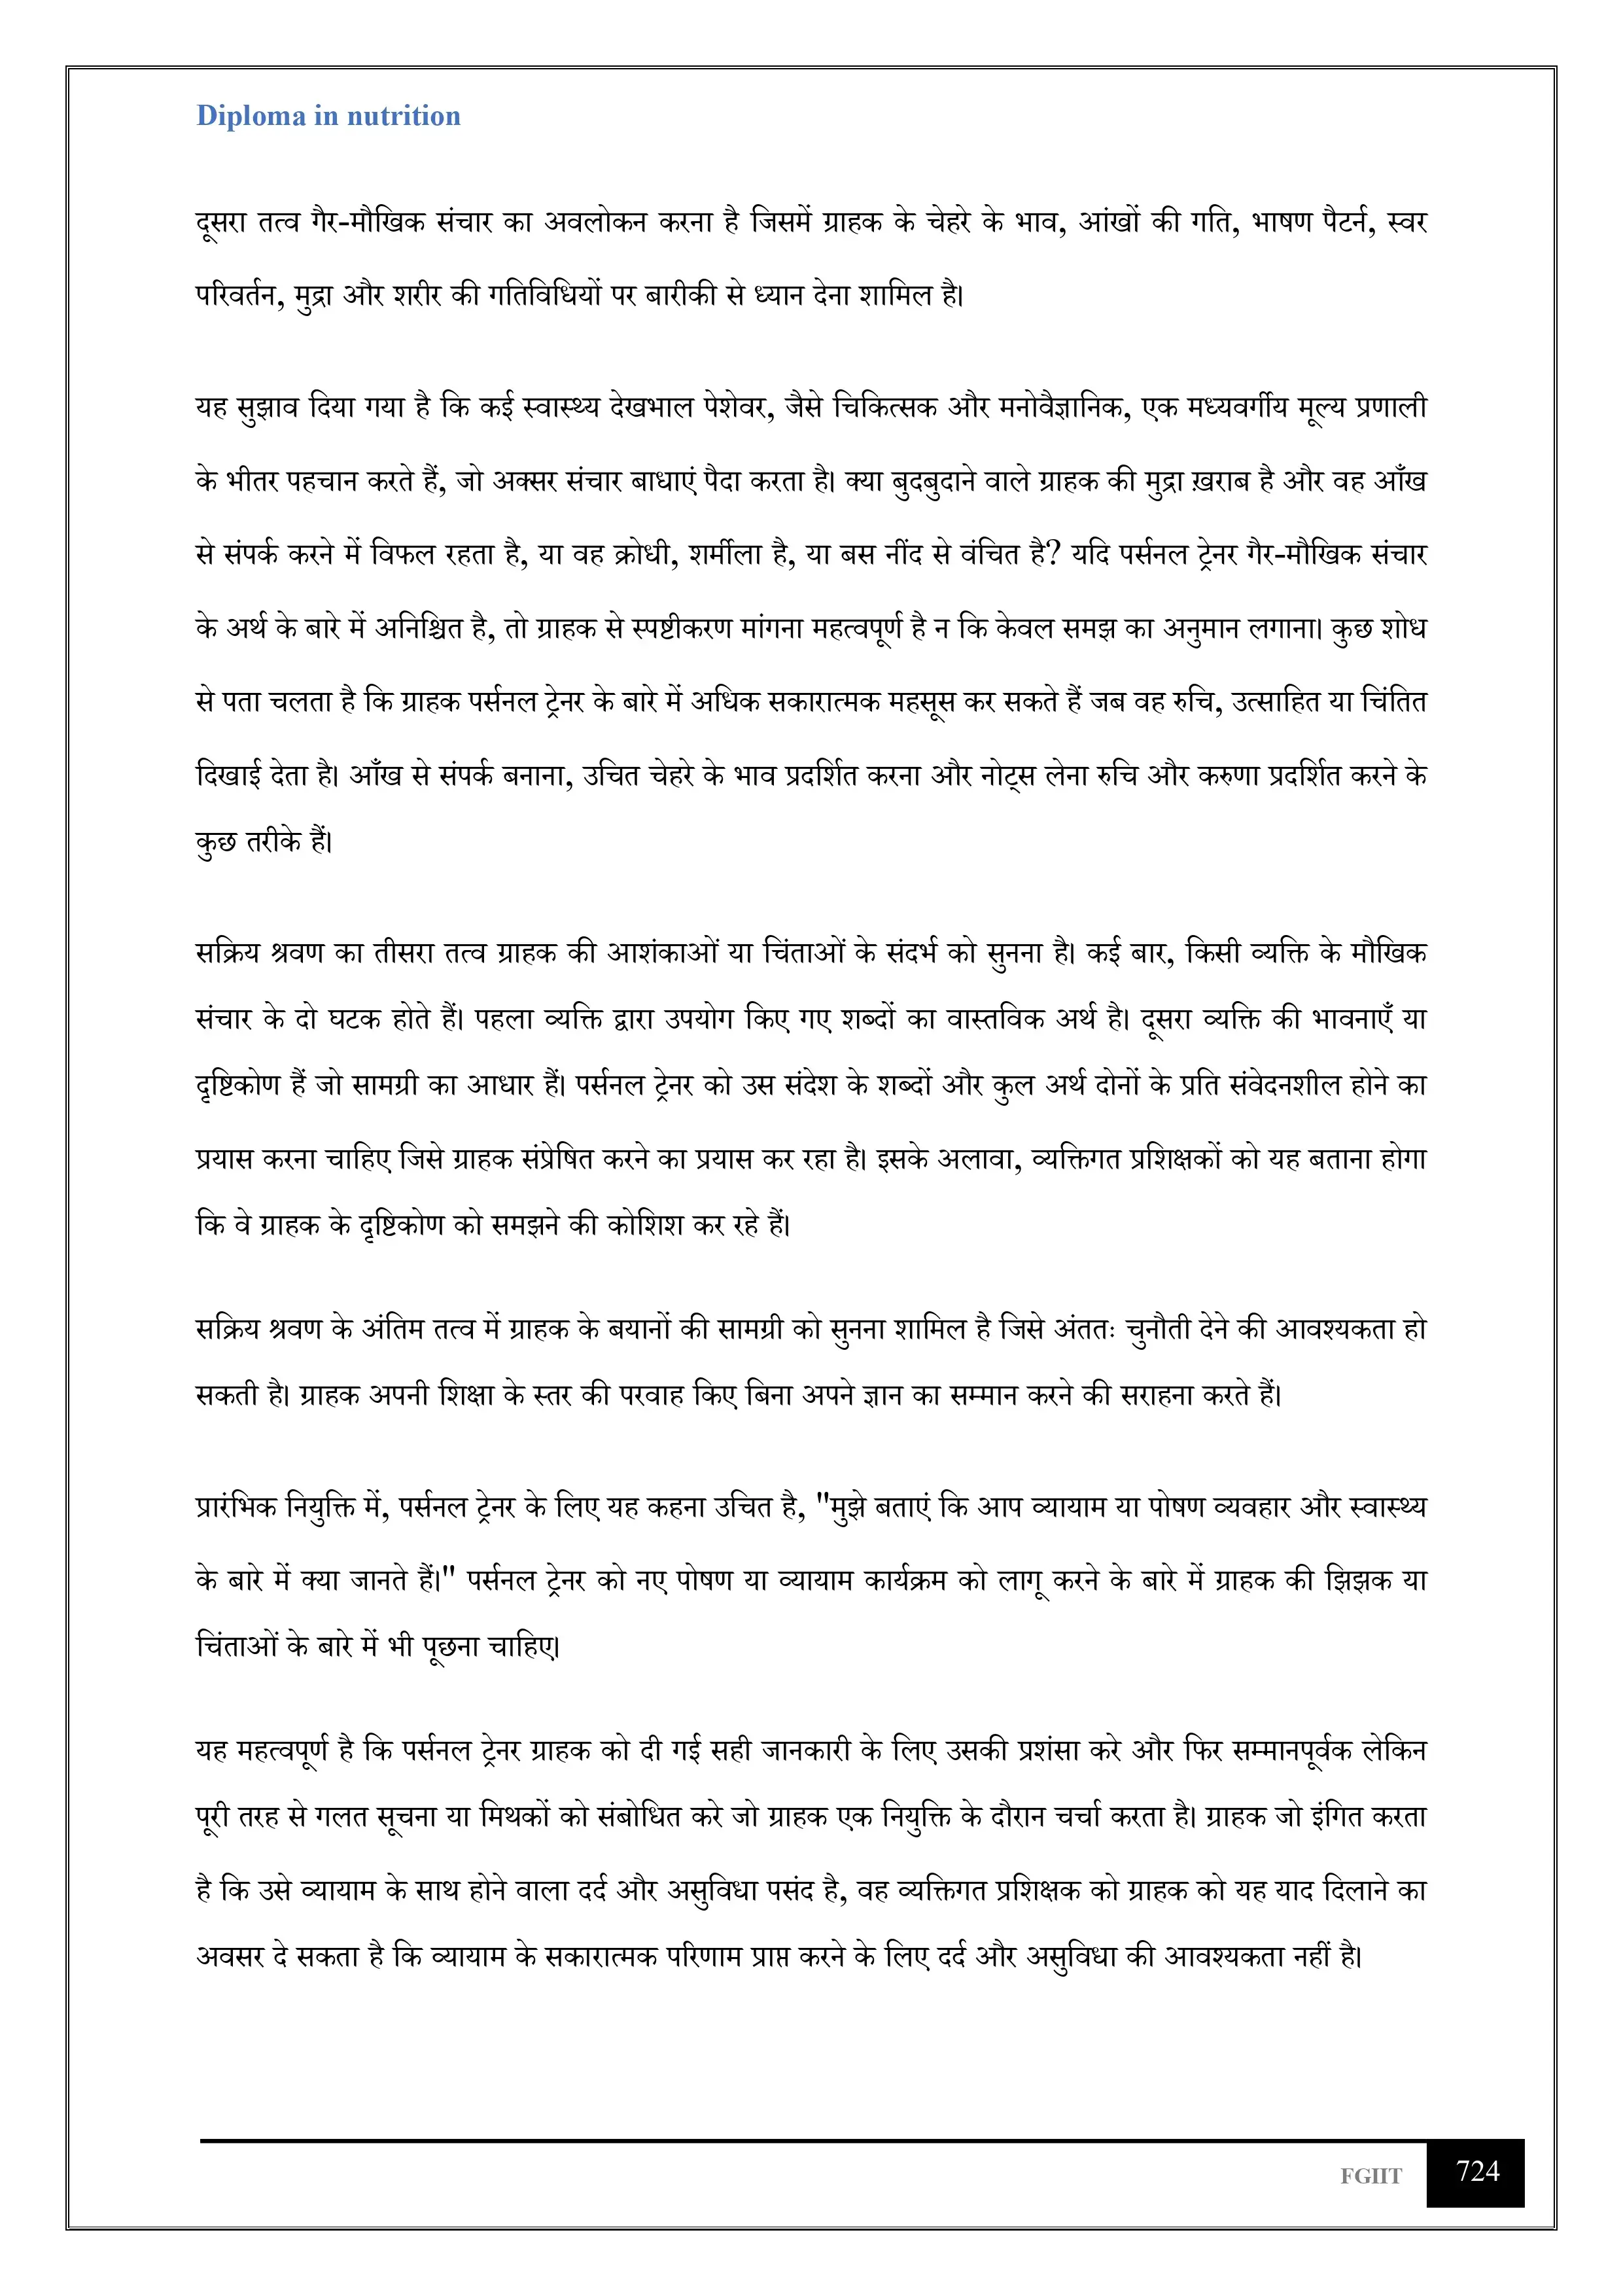 Diploma in nutrition
दूसरा तत्व गैर-मौखिक संचार का अवलोकन करना है जिसमें ग्राहक के चेहरे के भाव, आंखों की गति, भाषण पैटर्न, स्वर
परिवर्तन, मुद्रा और शरीर की गतिविधियों पर बारीकी से ध्यान देना शामिल है।
यह सुझाव दिया गया है कि कई स्वास्थ्य देखभाल पेशेवर, जैसे चिकित्सक और मनोवैज्ञानिक, एक मध्यवर्गीय मूल्य प्रणाली
के भीतर पहचान करते हैं, जो अक्सर संचार बाधाएं पैदा करता है। क्या बुदबुदाने वाले ग्राहक की मुद्रा ख़राब है और वह आँख
से संपर्क करने में विफल रहता है, या वह क्रोधी, शर्मीला है, या बस नींद से वंचित है? यदि पर्सनल ट्रेनर गैर-मौखिक संचार
के अर्थ के बारे में अनिश्चित है, तो ग्राहक से स्पष्टीकरण मांगना महत्वपूर्ण है न कि केवल समझ का अनुमान लगाना। कुछ शोध
से पता चलता है कि ग्राहक पर्सनल ट्रेनर के बारे में अधिक सकारात्मक महसूस कर सकते हैं जब वह रुचि, उत्साहित या चिंतित
दिखाई देता है। आँख से संपर्क बनाना, उचित चेहरे के भाव प्रदर्शित करना और नोट्स लेना रुचि और करुणा प्रदर्शित करने के
कुछ तरीके हैं।
सक्रिय श्रवण का तीसरा तत्व ग्राहक की आशंकाओं या चिंताओं के संदर्भ को सुनना है। कई बार, किसी व्यक्ति के मौखिक
संचार के दो घटक होते हैं। पहला व्यक्ति द्वारा उपयोग किए गए शब्दों का वास्तविक अर्थ है। दूसरा व्यक्ति की भावनाएँ या
दृष्टिकोण हैं जो सामग्री का आधार हैं। पर्सनल ट्रेनर को उस संदेश के शब्दों और कुल अर्थ दोनों के प्रति संवेदनशील होने का
प्रयास करना चाहिए जिसे ग्राहक संप्रेषित करने का प्रयास कर रहा है। इसके अलावा, व्यक्तिगत प्रशिक्षकों को यह बताना होगा
कि वे ग्राहक के दृष्टिकोण को समझने की कोशिश कर रहे हैं।
सक्रिय श्रवण के अंतिम तत्व में ग्राहक के बयानों की सामग्री को सुनना शामिल है जिसे अंततः चुनौती देने की आवश्यकता हो
सकती है। ग्राहक अपनी शिक्षा के स्तर की परवाह किए बिना अपने ज्ञान का सम्मान करने की सराहना करते हैं।
प्रारंभिक नियुक्ति में, पर्सनल ट्रेनर के लिए यह कहना उचित है, "मुझे बताएं कि आप व्यायाम या पोषण व्यवहार और स्वास्थ्य
के बारे में क्या जानते हैं।" पर्सनल ट्रेनर को नए पोषण या व्यायाम कार्यक्रम को लागू करने के बारे में ग्राहक की झिझक या
चिंताओं के बारे में भी पूछना चाहिए।
यह महत्वपूर्ण है कि पर्सनल ट्रेनर ग्राहक को दी गई सही जानकारी के लिए उसकी प्रशंसा करे और फिर सम्मानपूर्वक लेकिन
पूरी तरह से गलत सूचना या मिथकों को संबोधित करे जो ग्राहक एक नियुक्ति के दौरान चर्चा करता है। ग्राहक जो इंगित करता
है कि उसे व्यायाम के साथ होने वाला दर्द और असुविधा पसंद है, वह व्यक्तिगत प्रशिक्षक को ग्राहक को यह याद दिलाने का
अवसर दे सकता है कि व्यायाम के सकारात्मक परिणाम प्राप्त करने के लिए दर्द और असुविधा की आवश्यकता नहीं है।
FGIIT 724